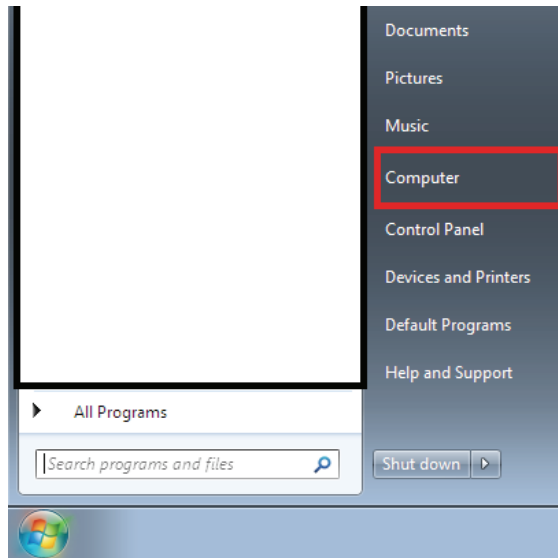 Documents
Pictures
Music
Computer
Control Panel
Devices and Printers
Default Programs
Help and Support
All Programs
Search programs and files
Shut down